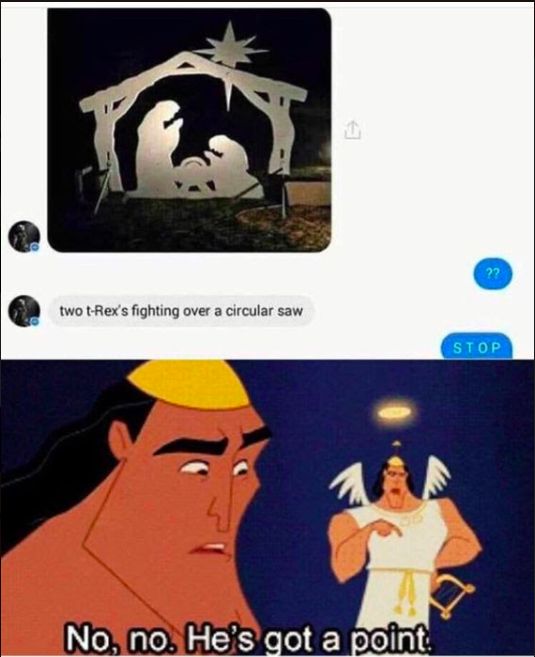 ??
two t-Rex's fighting over a circular saw
STOP
No, no. He's got a point.